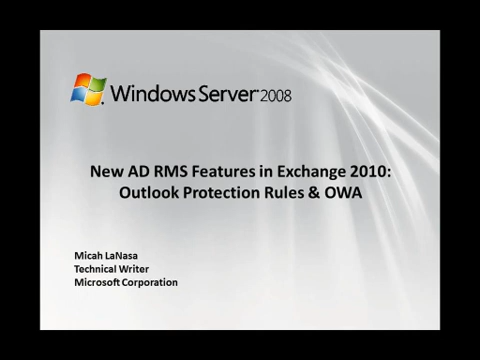 Windows Server 2008
New AD RMS Features in Exchange 2010:
Outlook Protection Rules & OWA
Micah LaNasa
Technical Writer
Microsoft Corporation